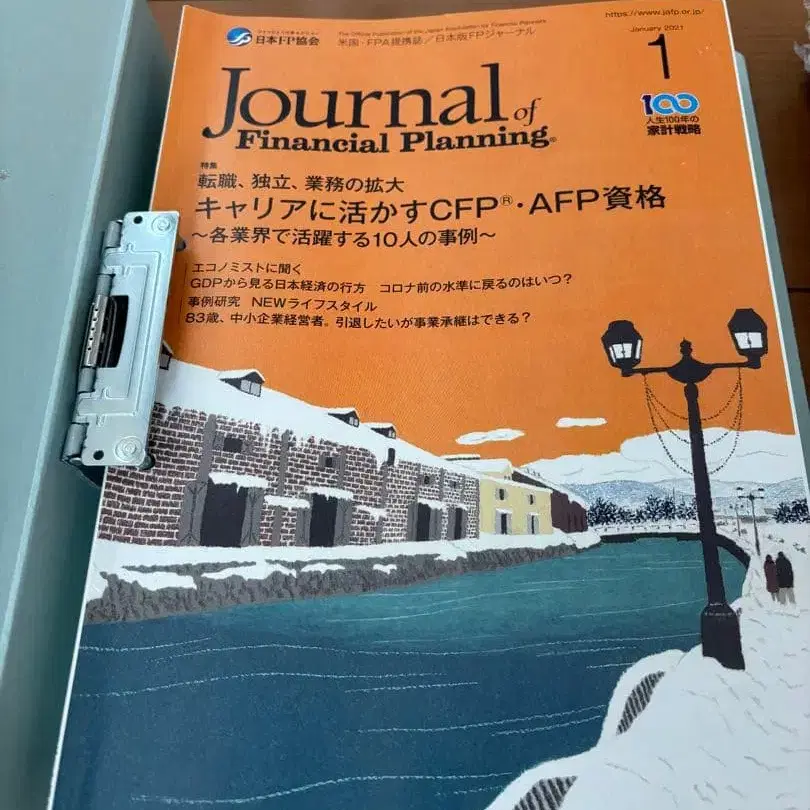 日本FP協会
The Official Publication of the Japan Association for Financial Planners
米国・FPA提携誌／日本版FPジャーナル
https://www.jafp.or.jp/
January 2021
1
100
人生100年の
家計戦略
Journal of
Financial Planning®
特集
転職、独立、業務の拡大
キャリアに活かすCFP®・AFP資格
～各業界で活躍する10人の事例～
エコノミストに聞く
GDPから見る日本経済の行方 コロナ前の水準に戻るのはいつ？
事例研究 NEWライフスタイル
83歳、中小企業経営者。引退したいが事業承継はできる？